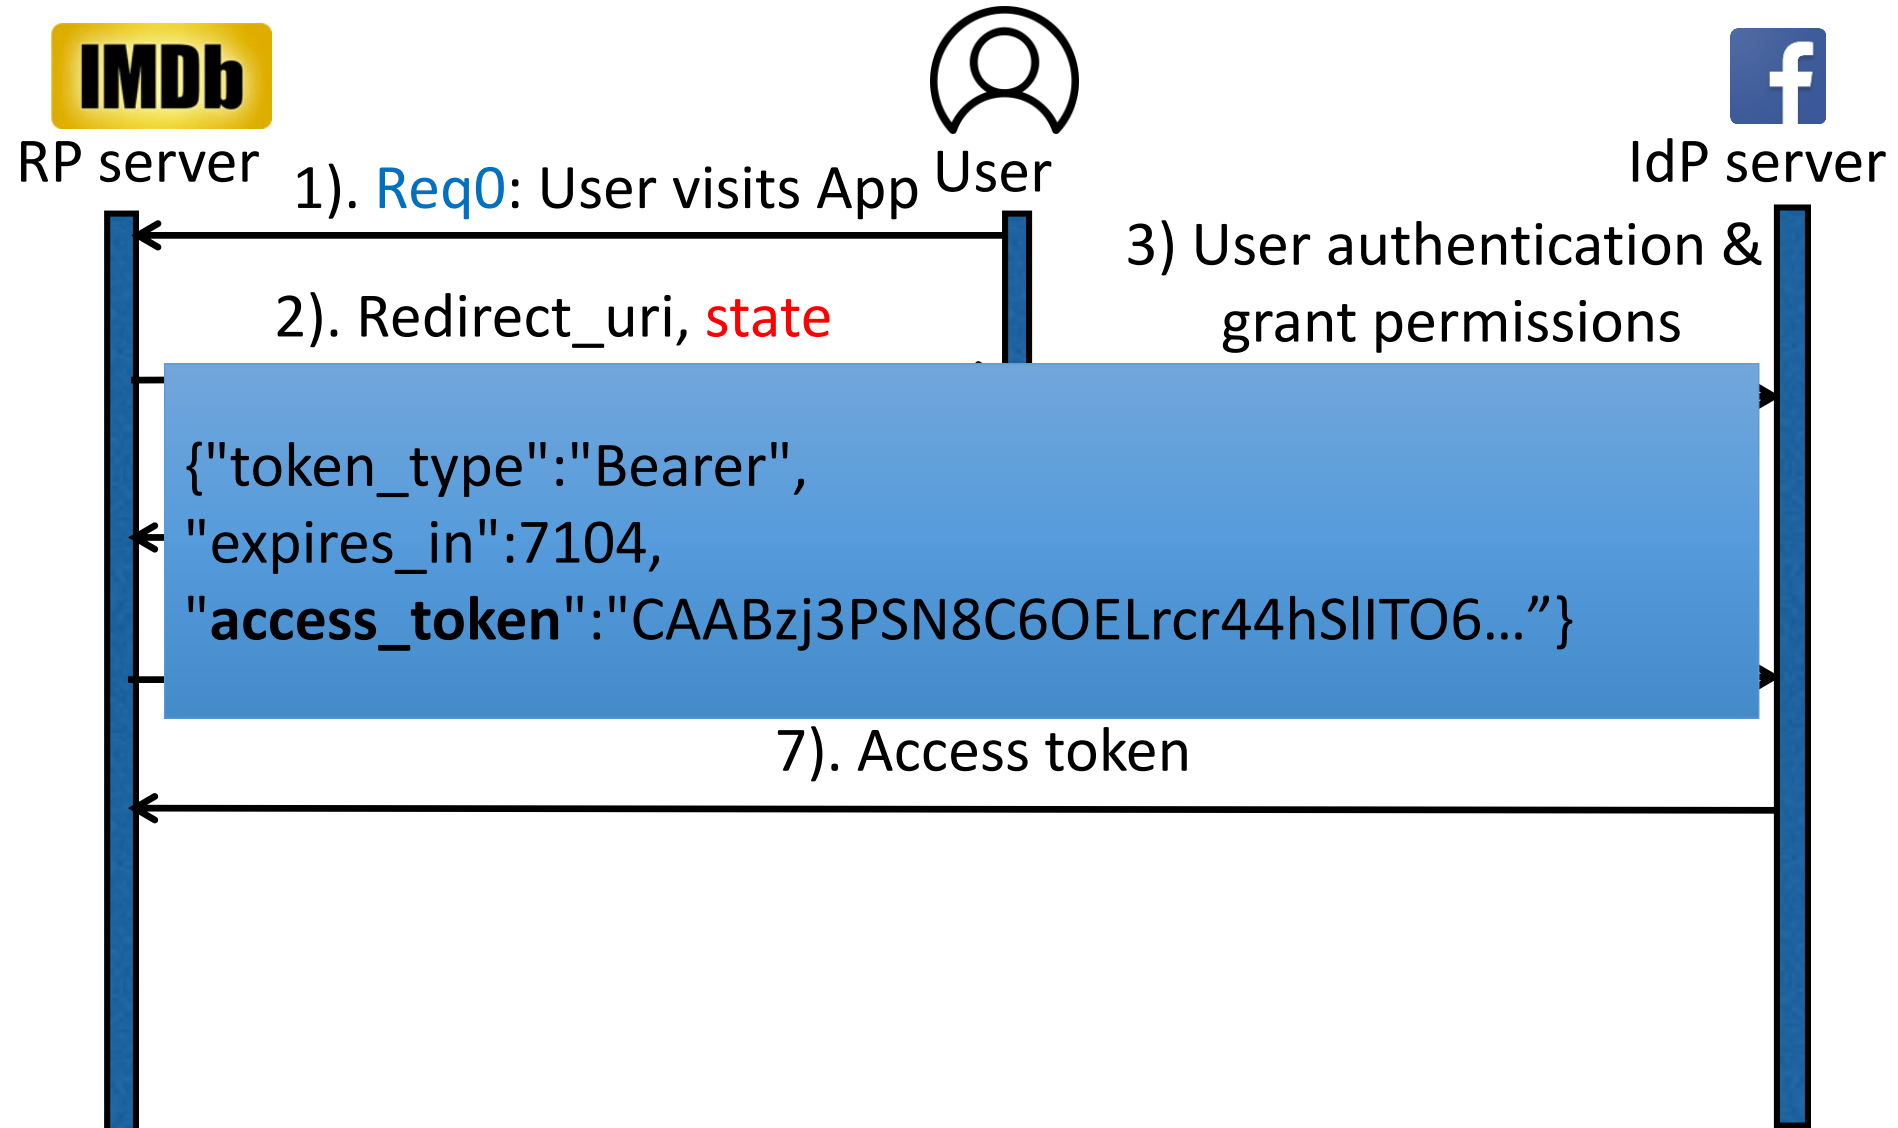 IMDb
RP server
User
IdP server
1). Req0: User visits App
3) User authentication &
grant permissions
2). Redirect_uri, state
{"token_type":"Bearer",
"expires_in":7104,
"access_token":"CAABzj3PSN8C6OELrcr44hSlITO6…”}
7). Access token